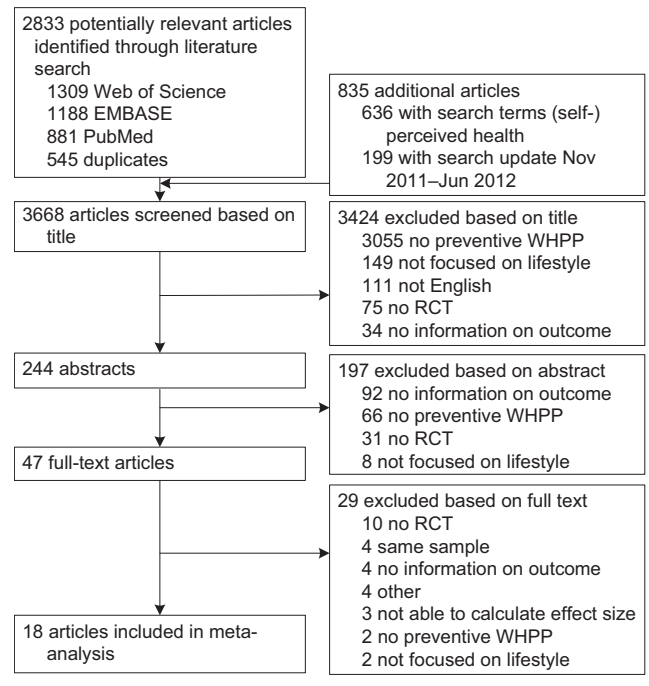 2833 potentially relevant articles
identified through literature
search
1309 Web of Science
1188 EMBASE
881 PubMed
545 duplicates
835 additional articles
636 with search terms (self-)
perceived health
199 with search update Nov
2011–Jun 2012
3668 articles screened based on
title
3424 excluded based on title
3055 no preventive WHPP
149 not focused on lifestyle
111 not English
75 no RCT
34 no information on outcome
244 abstracts
197 excluded based on abstract
92 no information on outcome
66 no preventive WHPP
31 no RCT
8 not focused on lifestyle
47 full-text articles
29 excluded based on full text
10 no RCT
4 same sample
4 no information on outcome
4 other
3 not able to calculate effect size
2 no preventive WHPP
2 not focused on lifestyle
18 articles included in meta-
analysis